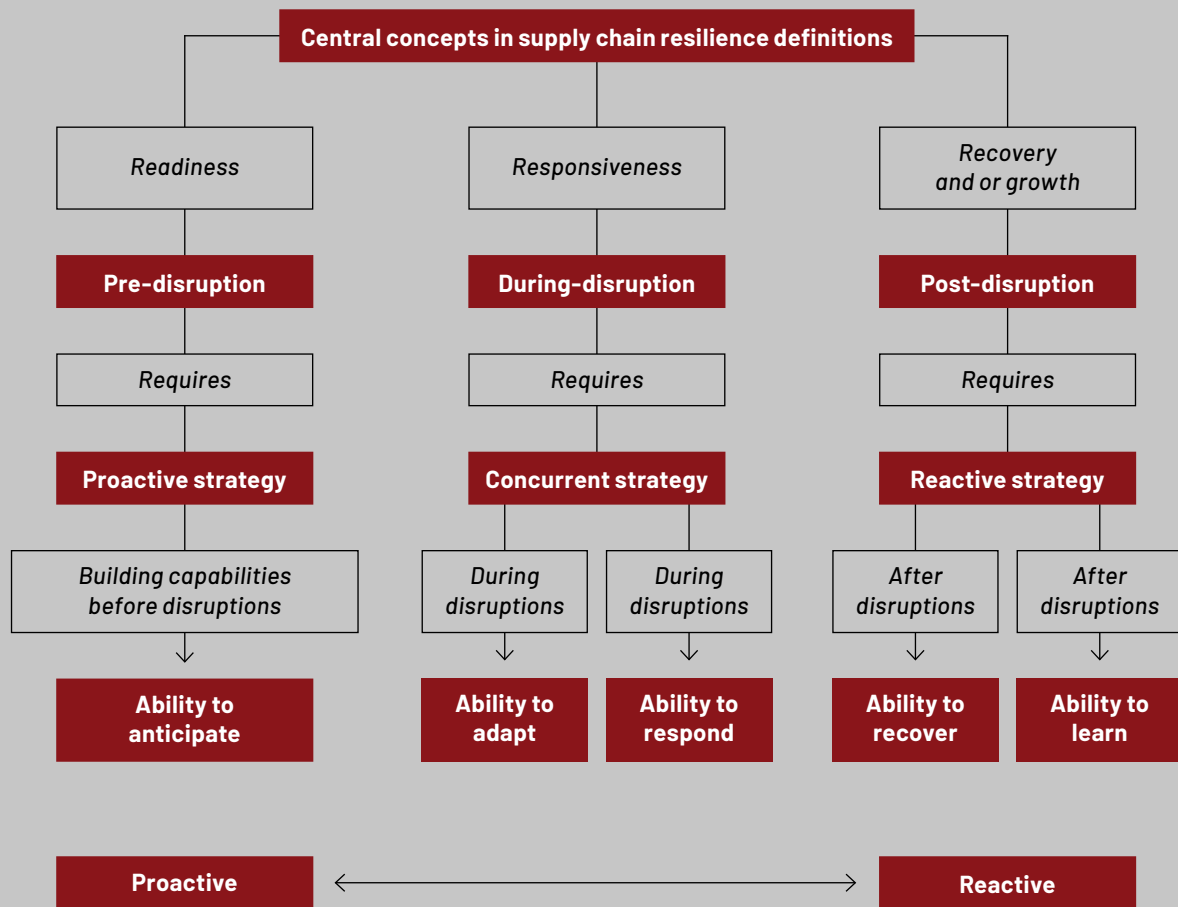 Central concepts in supply chain resilience definitions
Readiness
Responsiveness
Recovery
and or growth
Pre-disruption
During-disruption
Post-disruption
Requires
Requires
Requires
Proactive strategy
Concurrent strategy
Reactive strategy
Building capabilities
before disruptions
During
disruptions
During
disruptions
After
disruptions
After
disruptions
Ability to
anticipate
Ability to
adapt
Ability to
respond
Ability to
recover
Ability to
learn
Proactive
Reactive